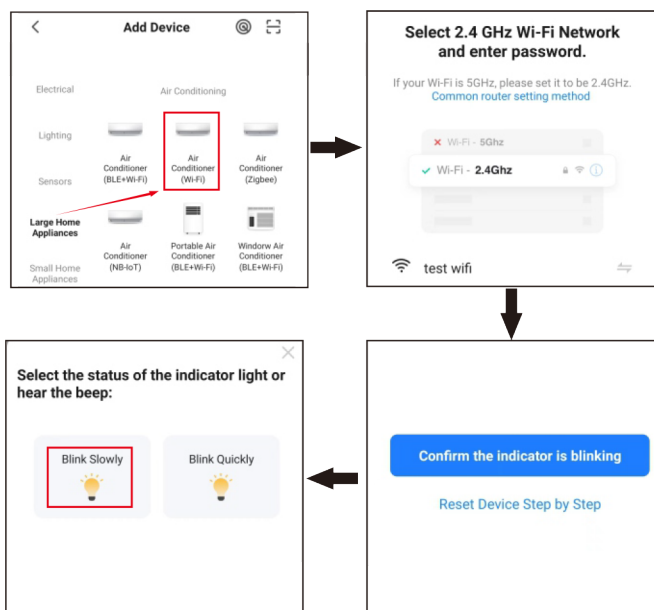 Add Device
Electrical
Air Conditioning
Lighting
Sensors
Large Home
Appliances
Small Home
Appliances
Air
Conditioner
(BLE+Wi-Fi)
Air
Conditioner
(Wi-Fi)
Air
Conditioner
(Zigbee)
Air
Conditioner
(NB-IoT)
Portable Air
Conditioner
(BLE+Wi-Fi)
Windorw Air
Conditioner
(BLE+Wi-Fi)
Select 2.4 GHz Wi-Fi Network
and enter password.
If your Wi-Fi is 5GHz, please set it to be 2.4GHz.
Common router setting method
Wi-Fi - 5Ghz
Wi-Fi - 2.4Ghz
test wifi
Confirm the indicator is blinking
Reset Device Step by Step
Select the status of the indicator light or
hear the beep:
Blink Slowly
Blink Quickly